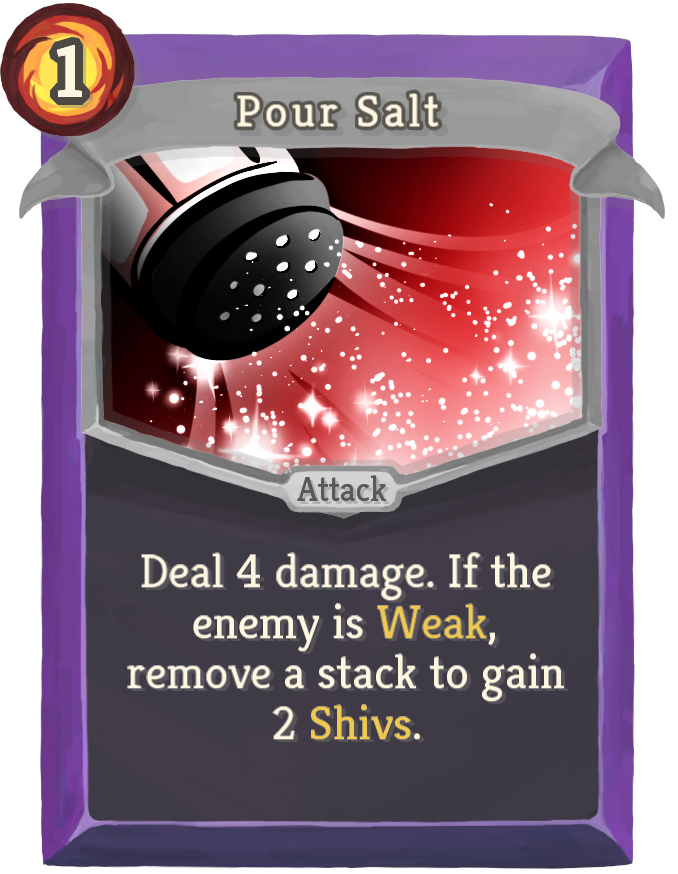 1
Pour Salt
Attack
Deal 4 damage. If the
enemy is Weak,
remove a stack to gain
2 Shivs.